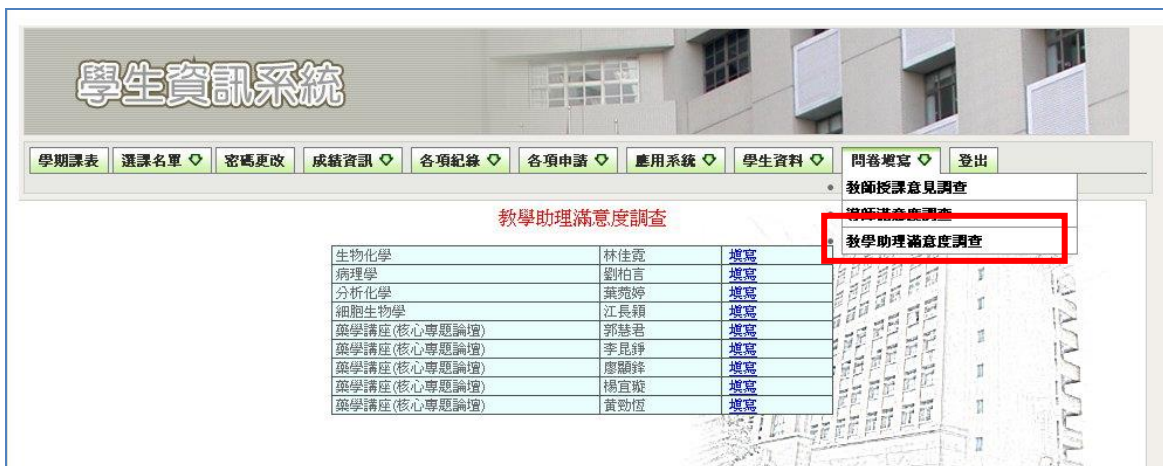 學生資訊系統
學期課表 選課名單 密碼更改 成績資訊 各項紀錄 各項申請 應用系統 學生資料 問卷填寫 登出
教師授課意見調查
導師滿意度調查
教學助理滿意度調查
教學助理滿意度調查
生物化學 林佳霓 填寫
病理學 劉柏言 填寫
分析化學 葉菀婷 填寫
細胞生物學 江長穎 填寫
藥學講座(核心專題論壇) 郭慧君 填寫
藥學講座(核心專題論壇) 李昆錚 填寫
藥學講座(核心專題論壇) 廖顯鋒 填寫
藥學講座(核心專題論壇) 楊宜璇 填寫
藥學講座(核心專題論壇) 黃勁恆 填寫